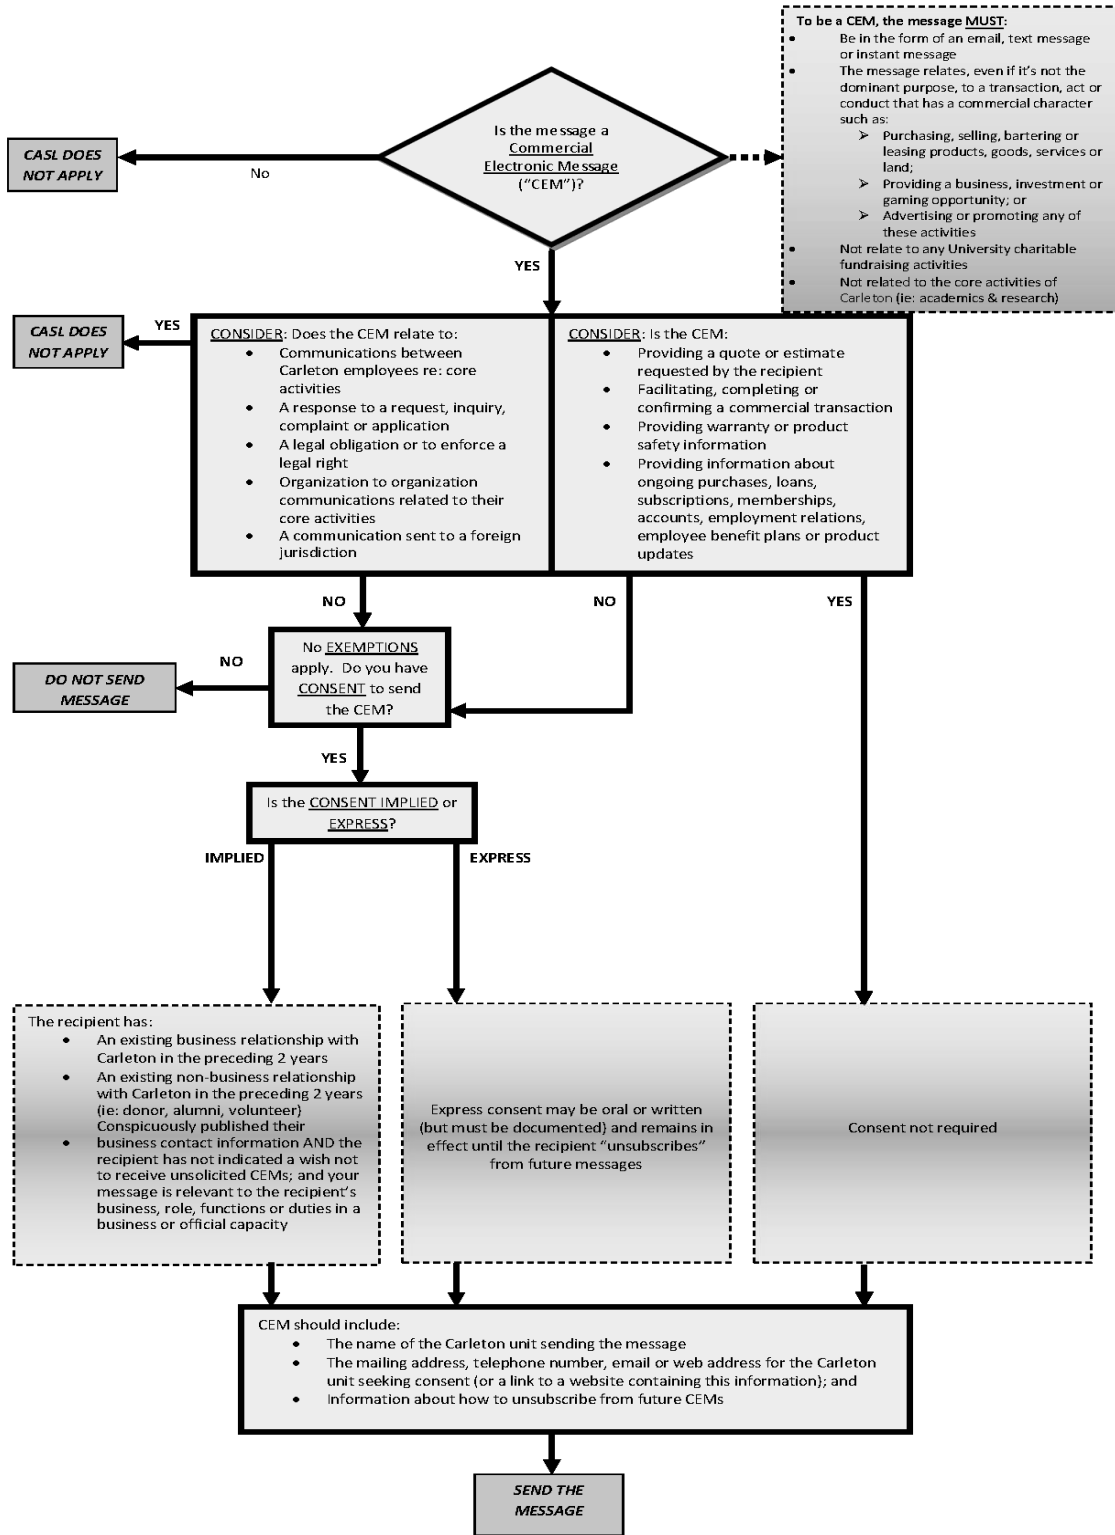 To be a CEM, the message MUST:
• Be in the form of an email, text message
or instant message
• The message relates, even if it's not the
dominant purpose, to a transaction, act or
conduct that has a commercial character
such as:
➢ Purchasing, selling, bartering or
leasing products, goods, services or
land;
➢ Providing a business, investment or
gaming opportunity; or
➢ Advertising or promoting any of
these activities
• Not relate to any University charitable
fundraising activities
• Not related to the core activities of
Carleton (ie: academics & research)
Is the message a
Commercial
Electronic Message
("CEM")?
CASL DOES
NOT APPLY
No
YES
CASL DOES
NOT APPLY
YES
CONSIDER: Does the CEM relate to:
• Communications between
Carleton employees re: core
activities
• A response to a request, inquiry,
complaint or application
• A legal obligation or to enforce a
legal right
• Organization to organization
communications related to their
core activities
• A communication sent to a foreign
jurisdiction
CONSIDER: Is the CEM:
• Providing a quote or estimate
requested by the recipient
• Facilitating, completing or
confirming a commercial transaction
• Providing warranty or product
safety information
• Providing information about
ongoing purchases, loans,
subscriptions, memberships,
accounts, employment relations,
employee benefit plans or product
updates
NO
NO
YES
No EXEMPTIONS
apply. Do you have
CONSENT to send
the CEM?
NO
DO NOT SEND
MESSAGE
YES
Is the CONSENT IMPLIED or
EXPRESS?
IMPLIED
EXPRESS
The recipient has:
• An existing business relationship with
Carleton in the preceding 2 years
• An existing non-business relationship
with Carleton in the preceding 2 years
(ie: donor, alumni, volunteer)
Conspicuously published their
• business contact information AND the
recipient has not indicated a wish not
to receive unsolicited CEMs; and your
message is relevant to the recipient's
business, role, functions or duties in a
business or official capacity
Express consent may be oral or written
(but must be documented) and remains in
effect until the recipient "unsubscribes"
from future messages
Consent not required
CEM should include:
• The name of the Carleton unit sending the message
• The mailing address, telephone number, email or web address for the Carleton
unit seeking consent (or a link to a website containing this information); and
• Information about how to unsubscribe from future CEMs
SEND THE
MESSAGE